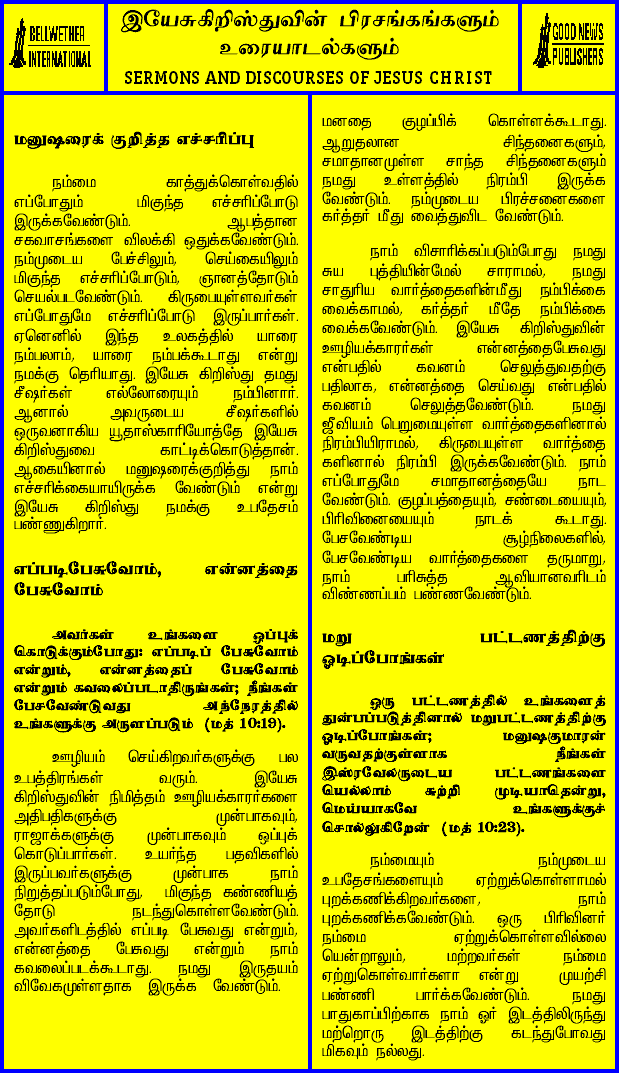 BELLWETHER
INTERNATIONAL
இயேசுகிறிஸ்துவின் பிரசங்கங்களும்
உரையாடல்களும்
SERMONS AND DISCOURSES OF JESUS CHRIST
GOOD NEWS
PUBLISHERS
மனுஷரைக் குறித்த எச்சரிப்பு
நம்மை காத்துக்கொள்வதில்
எப்போதும் மிகுந்த எச்சரிப்போடு
இருக்கவேண்டும். ஆபத்தான
சகவாசங்களை விலக்கி ஒதுக்கவேண்டும்.
நம்முடைய பேச்சிலும், செய்கையிலும்
மிகுந்த எச்சரிப்போடும், ஞானத்தோடும்
செயல்படவேண்டும். கிருபையுள்ளவர்கள்
எப்போதுமே எச்சரிப்போடு இருப்பார்கள்.
ஏனெனில் இந்த உலகத்தில் யாரை
நம்பலாம், யாரை நம்பக்கூடாது என்று
நமக்கு தெரியாது. இயேசு கிறிஸ்து தமது
சீஷர்கள் எல்லோரையும் நம்பினார்.
ஆனால் அவருடைய சீஷர்களில்
ஒருவனாகிய யூதாஸ்காரியோத்தே இயேசு
கிறிஸ்துவை காட்டிக்கொடுத்தான்.
ஆகையினால் மனுஷரைக்குறித்து நாம்
எச்சரிக்கையாயிருக்க வேண்டும் என்று
இயேசு கிறிஸ்து நமக்கு உபதேசம்
பண்ணுகிறார்.
எப்படி.பேசுவோம், என்னத்தை
பேசுவோம்
அவர்கள் உங்களை ஒப்புக்
கொடுக்கும்போது: எப்படிப் பேசுவோம்
என்றும், என்னத்தைப் பேசுவோம்
என்றும் கவலைப்படாதிருங்கள்; நீங்கள்
பேசவேண்டுவது அந்நேரத்தில்
உங்களுக்கு அருளப்படும் (மத் 10:19).
ஊழியம் செய்கிறவர்களுக்கு பல
உபத்திரங்கள் வரும். இயேசு
கிறிஸ்துவின் நிமித்தம் ஊழியக்காரர்களை
அதிபதிகளுக்கு முன்பாகவும்,
ராஜாக்களுக்கு முன்பாகவும் ஒப்புக்
கொடுப்பார்கள். உயர்ந்த பதவிகளில்
இருப்பவர்களுக்கு முன்பாக நாம்
நிறுத்தப்படும்போது, மிகுந்த கண்ணியத்
தோடு நடந்துகொள்ளவேண்டும்.
அவர்களிடத்தில் எப்படி பேசுவது என்றும்,
என்னத்தை பேசுவது என்றும் நாம்
கவலைப்படக்கூடாது. நமது இருதயம்
விவேகமுள்ளதாக இருக்க வேண்டும்.
மனதை குழப்பிக் கொள்ளக்கூடாது.
ஆறுதலான சிந்தனைகளும்,
சமாதானமுள்ள சாந்த சிந்தனைகளும்
நமது உள்ளத்தில் நிரம்பி இருக்க
வேண்டும். நம்முடைய பிரச்சனைகளை
கர்த்தர் மீது வைத்துவிட வேண்டும்.
நாம் விசாரிக்கப்படும்போது நமது
சுய புத்தியின்மேல் சாராமல், நமது
சாதுரிய வார்த்தைகளின்மீது நம்பிக்கை
வைக்காமல், கர்த்தர் மீதே நம்பிக்கை
வைக்கவேண்டும். இயேசு கிறிஸ்துவின்
ஊழியக்காரர்கள் என்னத்தைபேசுவது
என்பதில் கவனம் செலுத்துவதற்கு
பதிலாக, என்னத்தை செய்வது என்பதில்
கவனம் செலுத்தவேண்டும். நமது
ஜீவியம் பெறுமையுள்ள வார்த்தைகளினால்
நிரம்பியிராமல், கிருபையுள்ள வார்த்தை
களினால் நிரம்பி இருக்கவேண்டும். நாம்
எப்போதுமே சமாதானத்தையே நாட
வேண்டும். குழப்பத்தையும், சண்டையையும்,
பிரிவினையையும் நாடக் கூடாது.
பேசவேண்டிய சூழ்நிலைகளில்,
பேசவேண்டிய வார்த்தைகளை தருமாறு,
நாம் பரிசுத்த ஆவியானவரிடம்
விண்ணப்பம் பண்ணவேண்டும்.
மறு பட்டணத்திற்கு
ஓடிப்போங்கள்
ஒரு பட்டணத்தில் உங்களைத்
துன்பப்படுத்தினால் மறுபட்டணத்திற்கு
ஓடிப்போங்கள்; மனுஷகுமாரன்
வருவதற்குள்ளாக நீங்கள்
இஸ்ரவேலருடைய பட்டணங்களை
யெல்லாம் சுற்றி முடியாதென்று,
மெய்யாகவே உங்களுக்குச்
சொல்லுகிறேன் (மத் 10:23).
நம்மையும் நம்முடைய
உபதேசங்களையும் ஏற்றுக்கொள்ளாமல்
புறக்கணிக்கிறவர்களை, நாம்
புறக்கணிக்கவேண்டும். ஒரு பிரிவினர்
நம்மை ஏற்றுக்கொள்ளவில்லை
யென்றாலும், மற்றவர்கள் நம்மை
ஏற்றுகொள்வார்களா என்று முயற்சி
பண்ணி பார்க்கவேண்டும். நமது
பாதுகாப்பிற்காக நாம் ஓர் இடத்திலிருந்து
மற்றொரு இடத்திற்கு கடந்துபோவது
மிகவும் நல்லது.